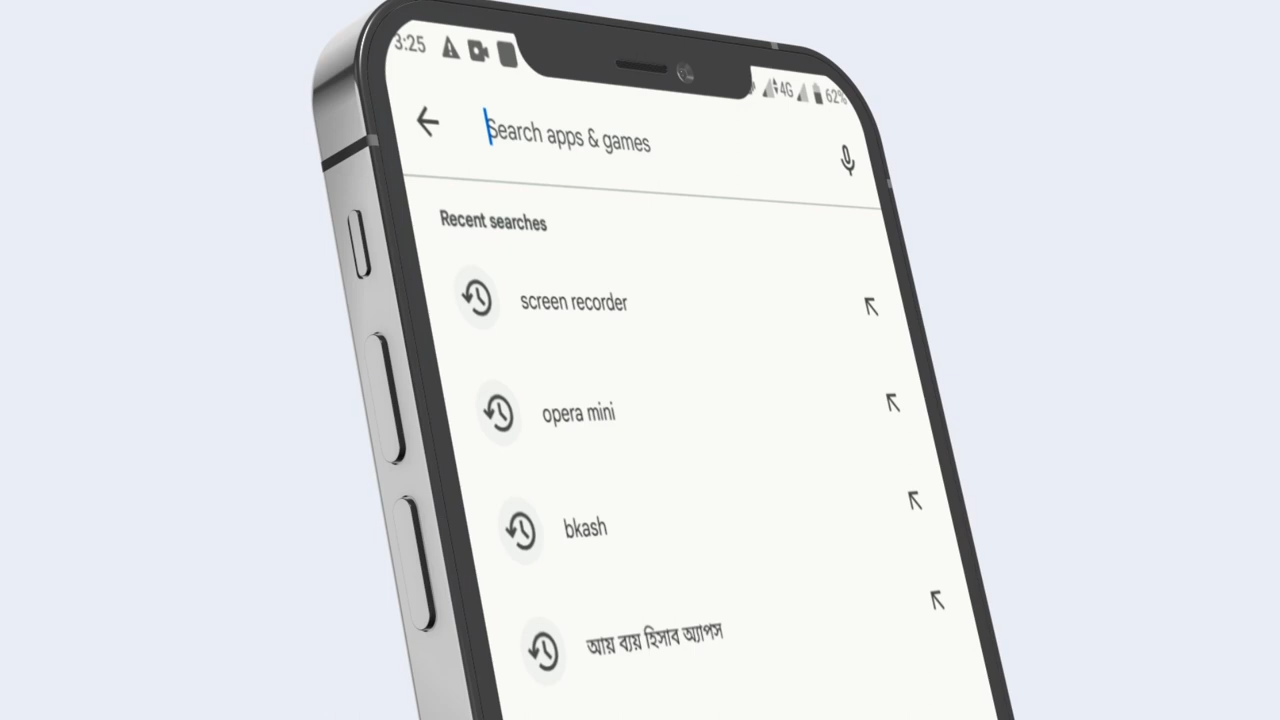 3:25 4G 62%
Search apps & games
Recent searches
screen recorder
opera mini
bkash
আয় ব্যয় হিসাব অ্যাপস